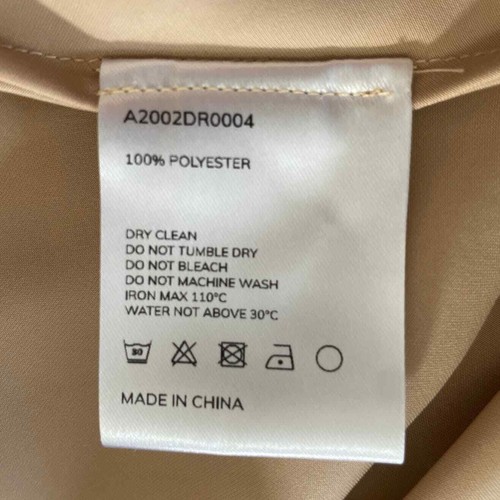 A2002DR0004
100% POLYESTER
DRY CLEAN
DO NOT TUMBLE DRY
DO NOT BLEACH
DO NOT MACHINE WASH
IRON MAX 110°C
WATER NOT ABOVE 30°C
30
MADE IN CHINA